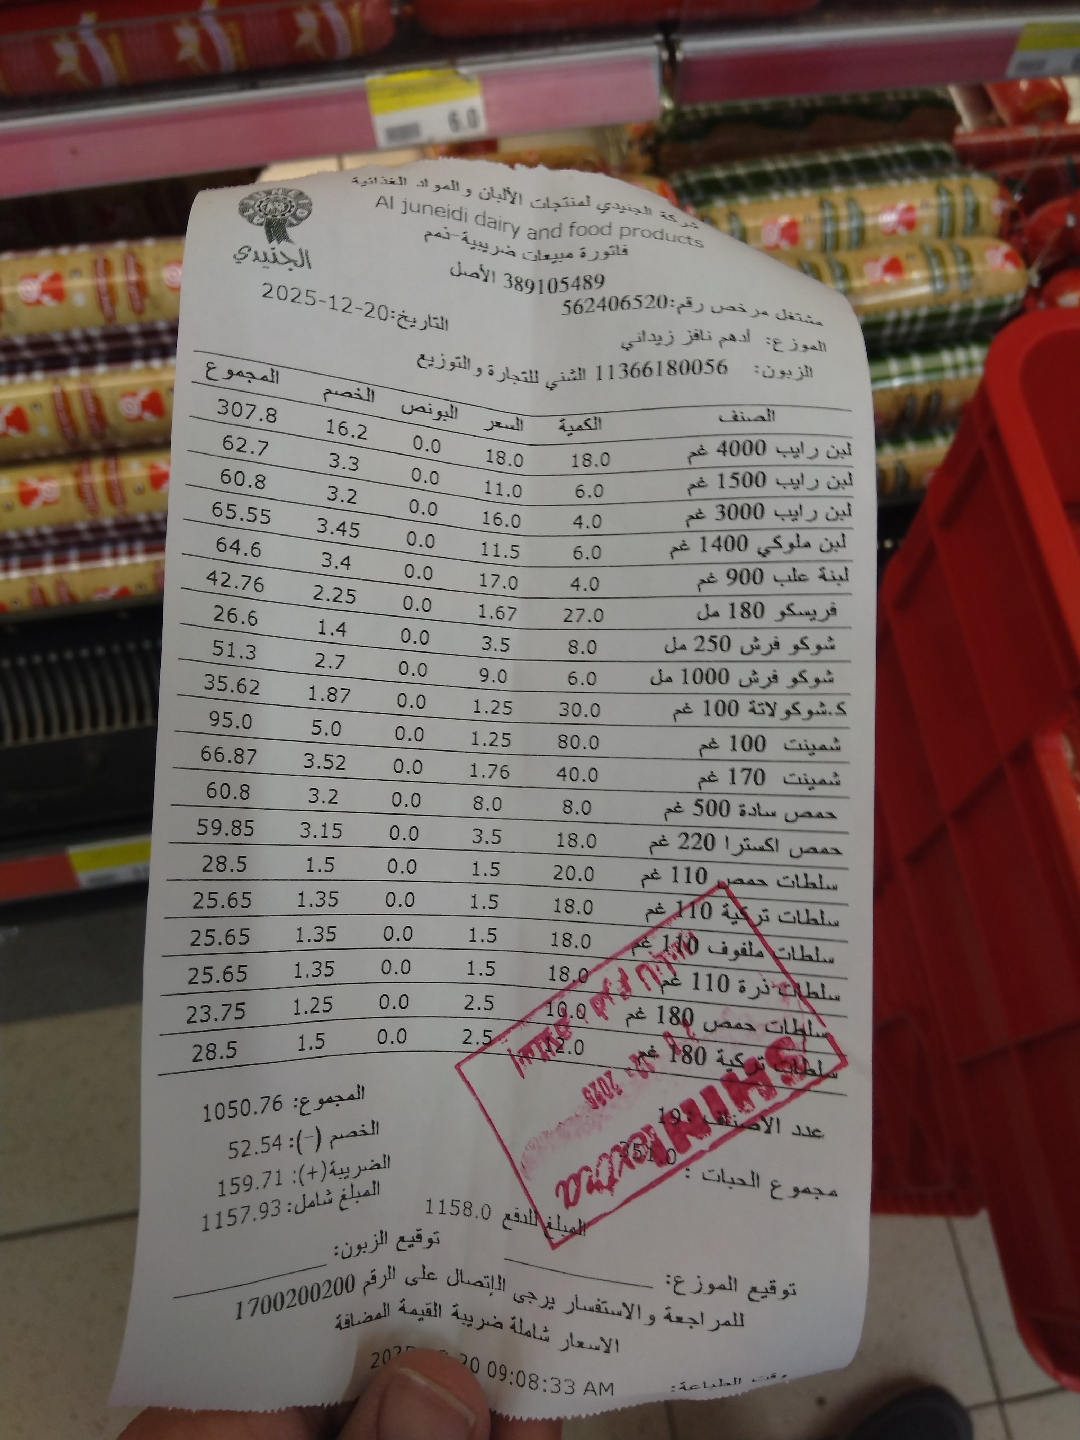 6.0
شركة الجنيدي لمنتجات الألبان والمواد الغذائية
Al juneidi dairy and food products
الجنيدي
فاتورة مبيعات ضريبية-نمم
389105489 الأصل
مشتغل مرخص رقم:562406520
التاريخ:2025-12-20
الموزع: أدهم نافز زيداني
الزبون: 11366180056 الشني للتجارة والتوزيع
الصنف الكمية السعر البونص الخصم المجموع
لبن رايب 4000 غم 18.0 18.0 0.0 16.2 307.8
لبن رايب 1500 غم 6.0 11.0 0.0 3.3 62.7
لبن رايب 3000 غم 4.0 16.0 0.0 3.2 60.8
لبن ملوكي 1400 غم 6.0 11.5 0.0 3.45 65.55
لبنة علب 900 غم 4.0 17.0 0.0 3.4 64.6
فريسكو 180 مل 27.0 1.67 0.0 2.25 42.76
شوكو فرش 250 مل 8.0 3.5 0.0 1.4 26.6
شوكو فرش 1000 مل 6.0 9.0 0.0 2.7 51.3
ك.شوكولاتة 100 غم 30.0 1.25 0.0 1.87 35.62
شمينت 100 غم 80.0 1.25 0.0 5.0 95.0
شمينت 170 غم 40.0 1.76 0.0 3.52 66.87
حمص سادة 500 غم 8.0 8.0 0.0 3.2 60.8
حمص اكسترا 220 غم 18.0 3.5 0.0 3.15 59.85
سلطات حمص 110 غم 20.0 1.5 0.0 1.5 28.5
سلطات تركية 110 غم 18.0 1.5 0.0 1.35 25.65
سلطات ملفوف 110 غم 18.0 1.5 0.0 1.35 25.65
سلطات ذرة 110 غم 18.0 1.5 0.0 1.35 25.65
سلطات حمص 180 غم 10.0 2.5 0.0 1.25 23.75
سلطات تركية 180 غم 12.0 2.5 0.0 1.5 28.5
عدد الاصناف: 19
المجموع: 1050.76
مجموع الحبات : 351.0
الخصم (-): 52.54
الضريبة(+): 159.71
المبلغ شامل: 1157.93
المبلغ للدفع 1158.0
SHINI
extra
2025
توقيع الموزع: توقيع الزبون:
للمراجعة والاستفسار يرجى الإتصال على الرقم 1700200200
الاسعار شاملة ضريبة القيمة المضافة
وقت الطباعة: 20 09:08:33 AM